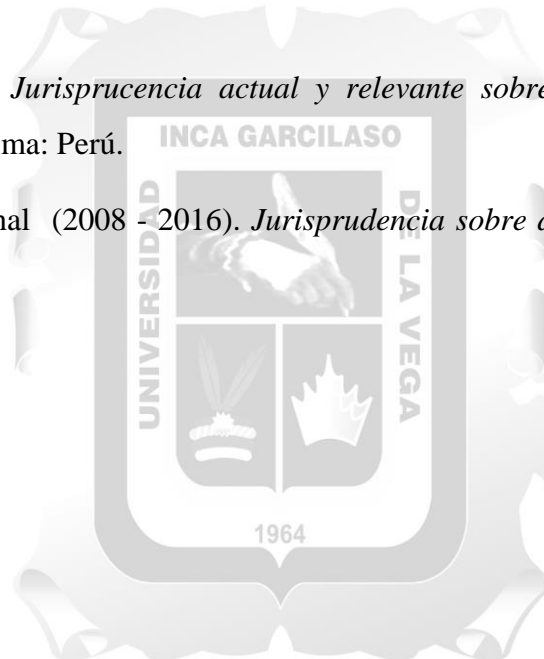 Jurisprucencia actual y relevante sobre
ma: Perú.
INCA GARCILASO
nal (2008 - 2016). Jurisprudencia sobre
UNIVERSIDAD
DE LA VEGA
1964